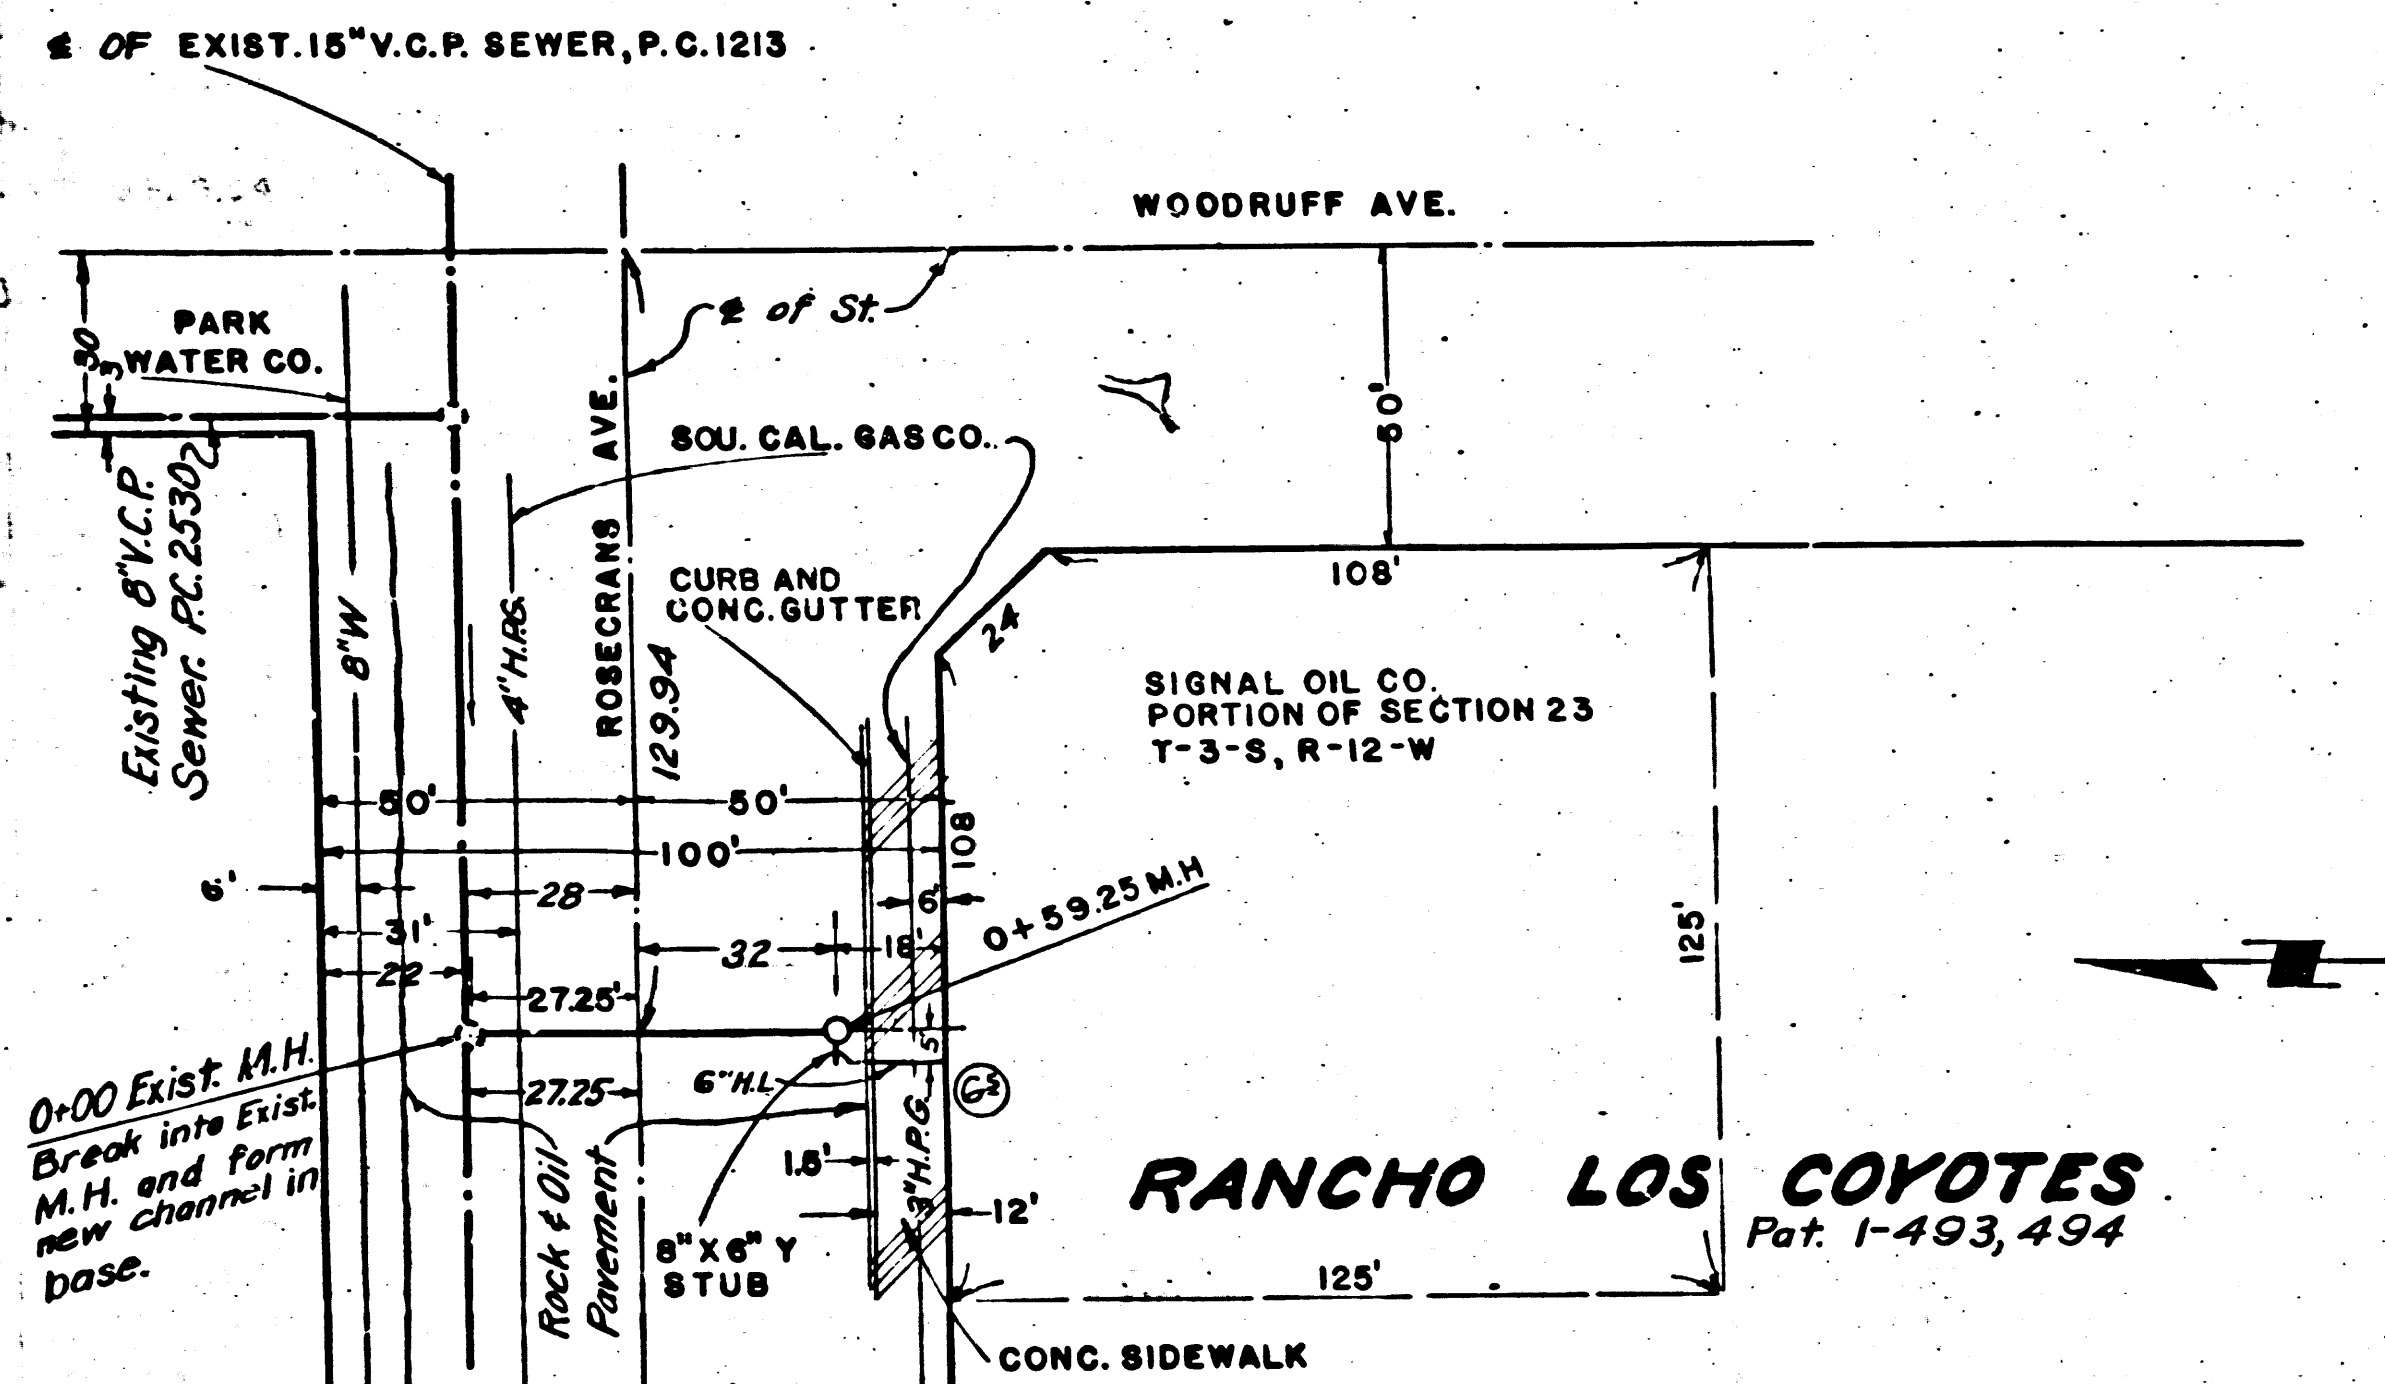 ℄ OF EXIST. 15" V.C.P. SEWER, P.C. 1213
WOODRUFF AVE.
℄ of St.
PARK
WATER CO.
30
3
50'
SOU. CAL. GAS CO.
Existing 8" V.C.P.
Sewer. P.C. 2530
8" W
4" H.P.G.
ROSECRANS AVE.
129.94
CURB AND
CONC. GUTTER
24
108'
SIGNAL OIL CO.
PORTION OF SECTION 23
T-3-S, R-12-W
50'
50'
100'
108
6'
28
6'
0+59.25 M.H
31'
32
18'
22
27.25'
125'
5'
0+00 Exist. M.H.
Break into Exist.
M.H. and form
new channel in
base.
27.25
6" H.L.
Rock & Oil
Pavement
1.5'
3" H.P.G.
12'
8" X 6" Y
STUB
RANCHO LOS COYOTES
Pat. 1-493, 494
125'
CONC. SIDEWALK